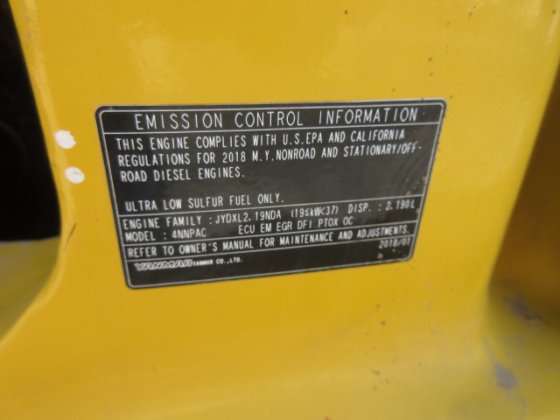 EMISSION CONTROL INFORMATION
THIS ENGINE COMPLIES WITH U.S.EPA AND CALIFORNIA
REGULATIONS FOR 2018 M.Y.NONROAD AND STATIONARY/OFF-
ROAD DIESEL ENGINES.
ULTRA LOW SULFUR FUEL ONLY.
ENGINE FAMILY : JYDXL2.19NDA (19≤kW<37) DISP. : 2.190L
MODEL : 4NNPAC ECU EM EGR DFI PTOX OC
REFER TO OWNER'S MANUAL FOR MAINTENANCE AND ADJUSTMENTS.
YANMAR YANMAR CO.,LTD. 2018/01